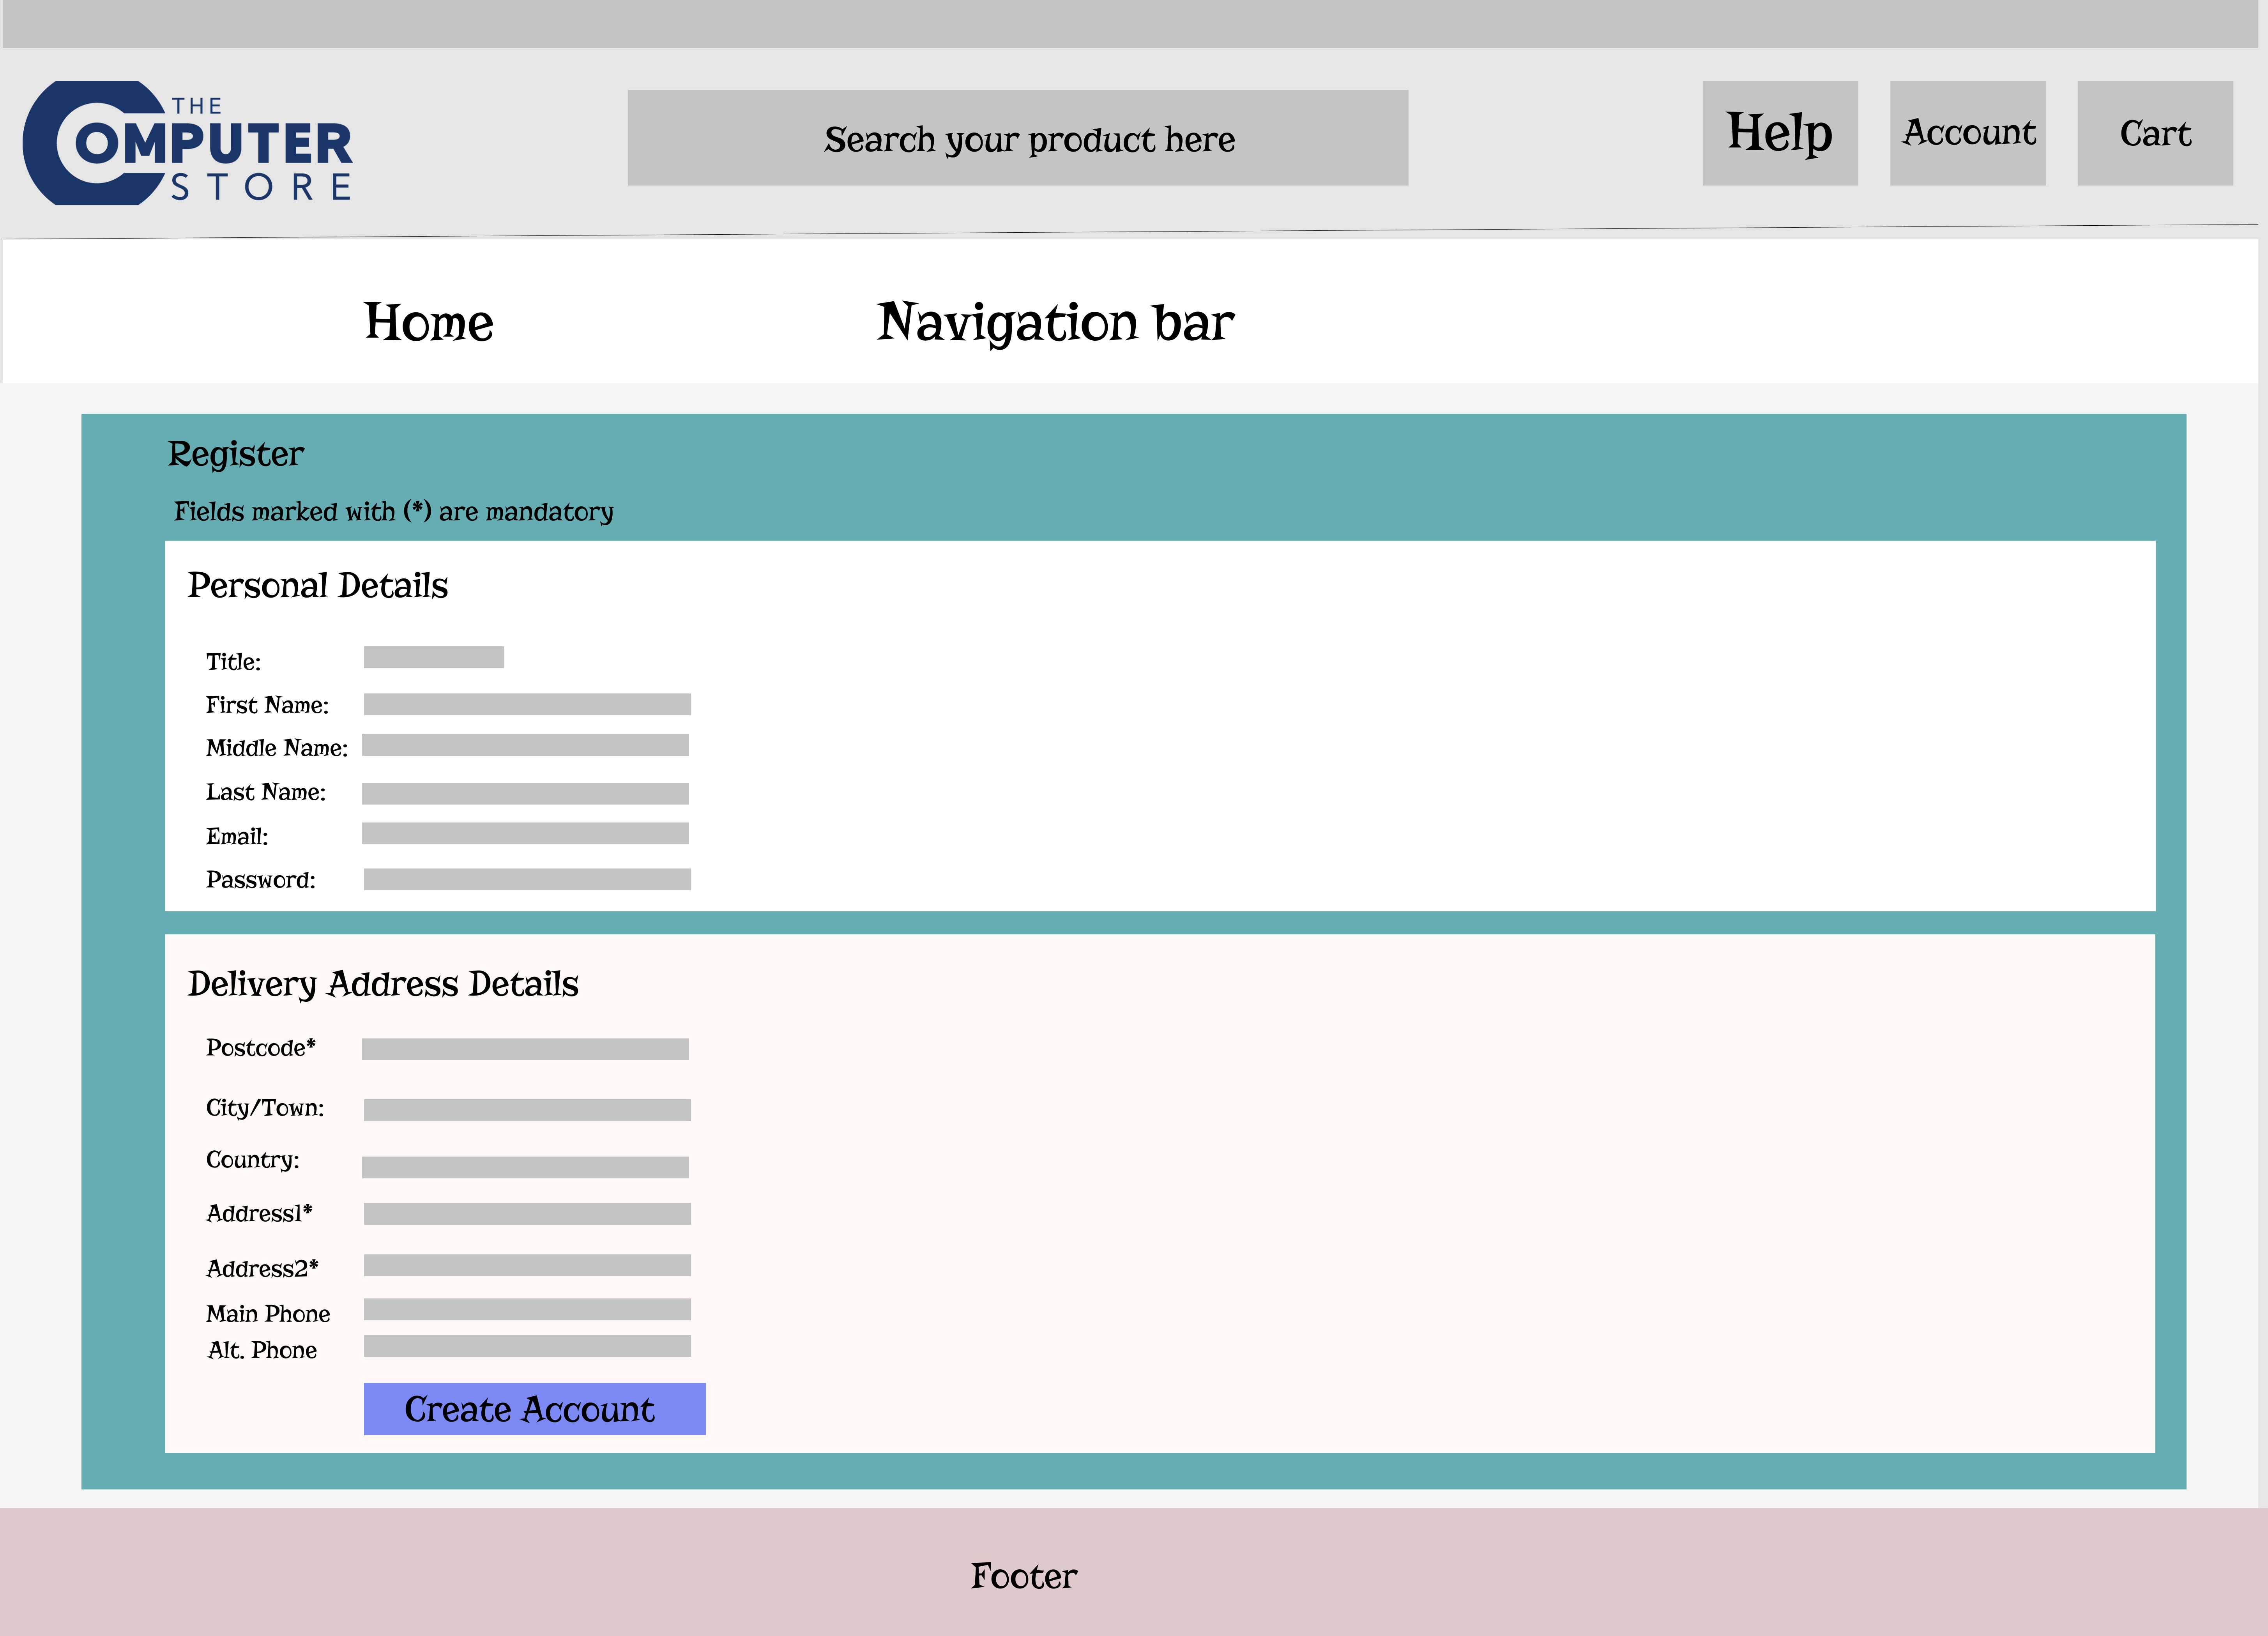 THE
COMPUTER
STORE
Search your product here
Help
Account
Cart
Home
Navigation bar
Register
Fields marked with (*) are mandatory
Personal Details
Title:
First Name:
Middle Name:
Last Name:
Email:
Password:
Delivery Address Details
Postcode*
City/Town:
Country:
Address1*
Address2*
Main Phone
Alt. Phone
Create Account
Footer